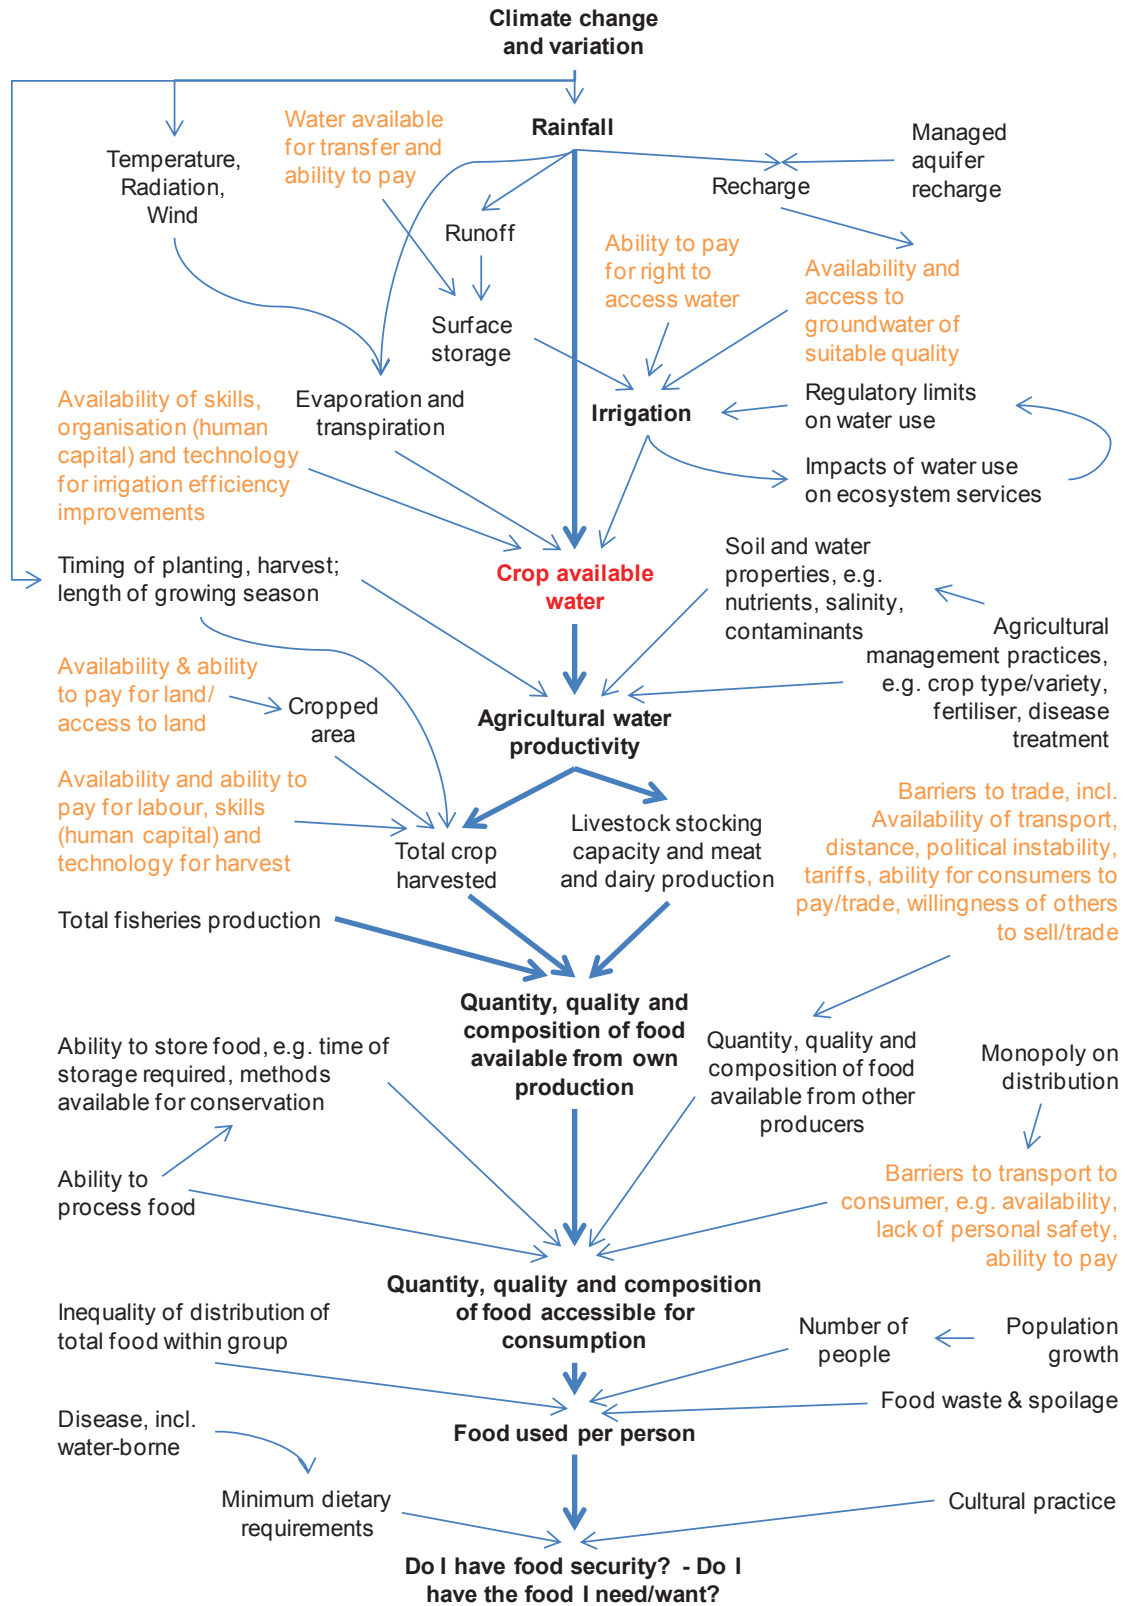 Climate change
and variation
Rainfall
Water available
for transfer and
ability to pay
Managed
aquifer
recharge
Temperature,
Radiation,
Wind
Recharge
Runoff
Ability to pay
for right to
access water
Availability and
access to
groundwater of
suitable quality
Surface
storage
Availability of skills,
organisation (human
capital) and technology
for irrigation efficiency
improvements
Evaporation and
transpiration
Irrigation
Regulatory limits
on water use
Impacts of water use
on ecosystem services
Timing of planting, harvest;
length of growing season
Crop available
water
Soil and water
properties, e.g.
nutrients, salinity,
contaminants
Agricultural
management practices,
e.g. crop type/variety,
fertiliser, disease
treatment
Availability & ability
to pay for land/
access to land
Cropped
area
Agricultural water
productivity
Availability and ability to
pay for labour, skills
(human capital) and
technology for harvest
Total crop
harvested
Livestock stocking
capacity and meat
and dairy production
Barriers to trade, incl.
Availability of transport,
distance, political instability,
tariffs, ability for consumers to
pay/trade, willingness of others
to sell/trade
Total fisheries production
Quantity, quality and
composition of food
available from own
production
Ability to store food, e.g. time of
storage required, methods
available for conservation
Quantity, quality and
composition of food
available from other
producers
Monopoly on
distribution
Ability to
process food
Barriers to transport to
consumer, e.g. availability,
lack of personal safety,
ability to pay
Quantity, quality and composition
of food accessible for
consumption
Inequality of distribution of
total food within group
Number of
people
Population
growth
Food waste & spoilage
Disease, incl.
water-borne
Food used per person
Minimum dietary
requirements
Cultural practice
Do I have food security? - Do I
have the food I need/want?